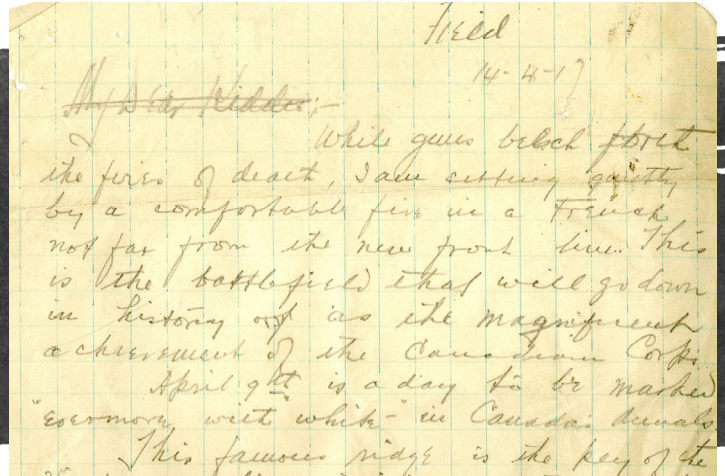 Field
14-4-17
My Dear Kiddie:-
While guns belch forth
the fires of death, I am sitting quietly
by a comfortable fire in a French
not far from the new front line. This
is the battlefield that will go down
in history as the magnificent
achievement of the Canadian Corps
April 9th is a day to be marked
"evermore with white" in Canada's Annals
This famous ridge is the key of the